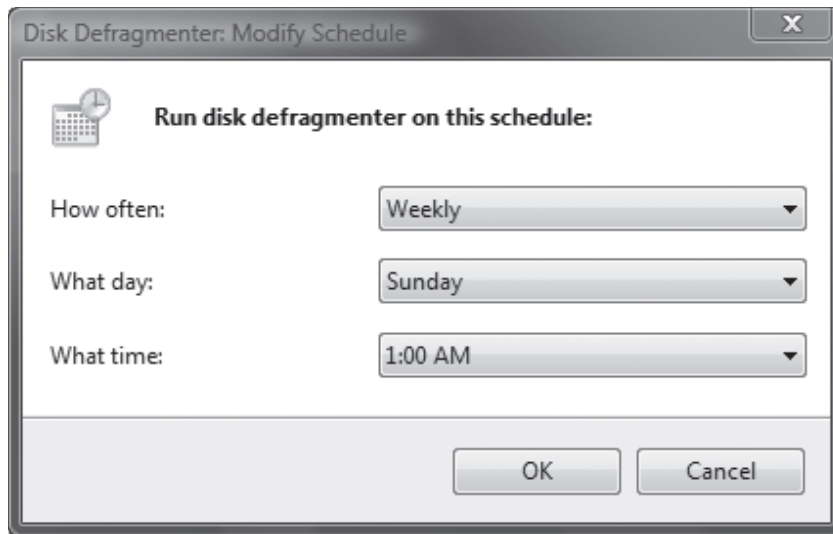 Disk Defragmenter: Modify Schedule
Run disk defragmenter on this schedule:
How often: Weekly
What day: Sunday
What time: 1:00 AM
OK Cancel